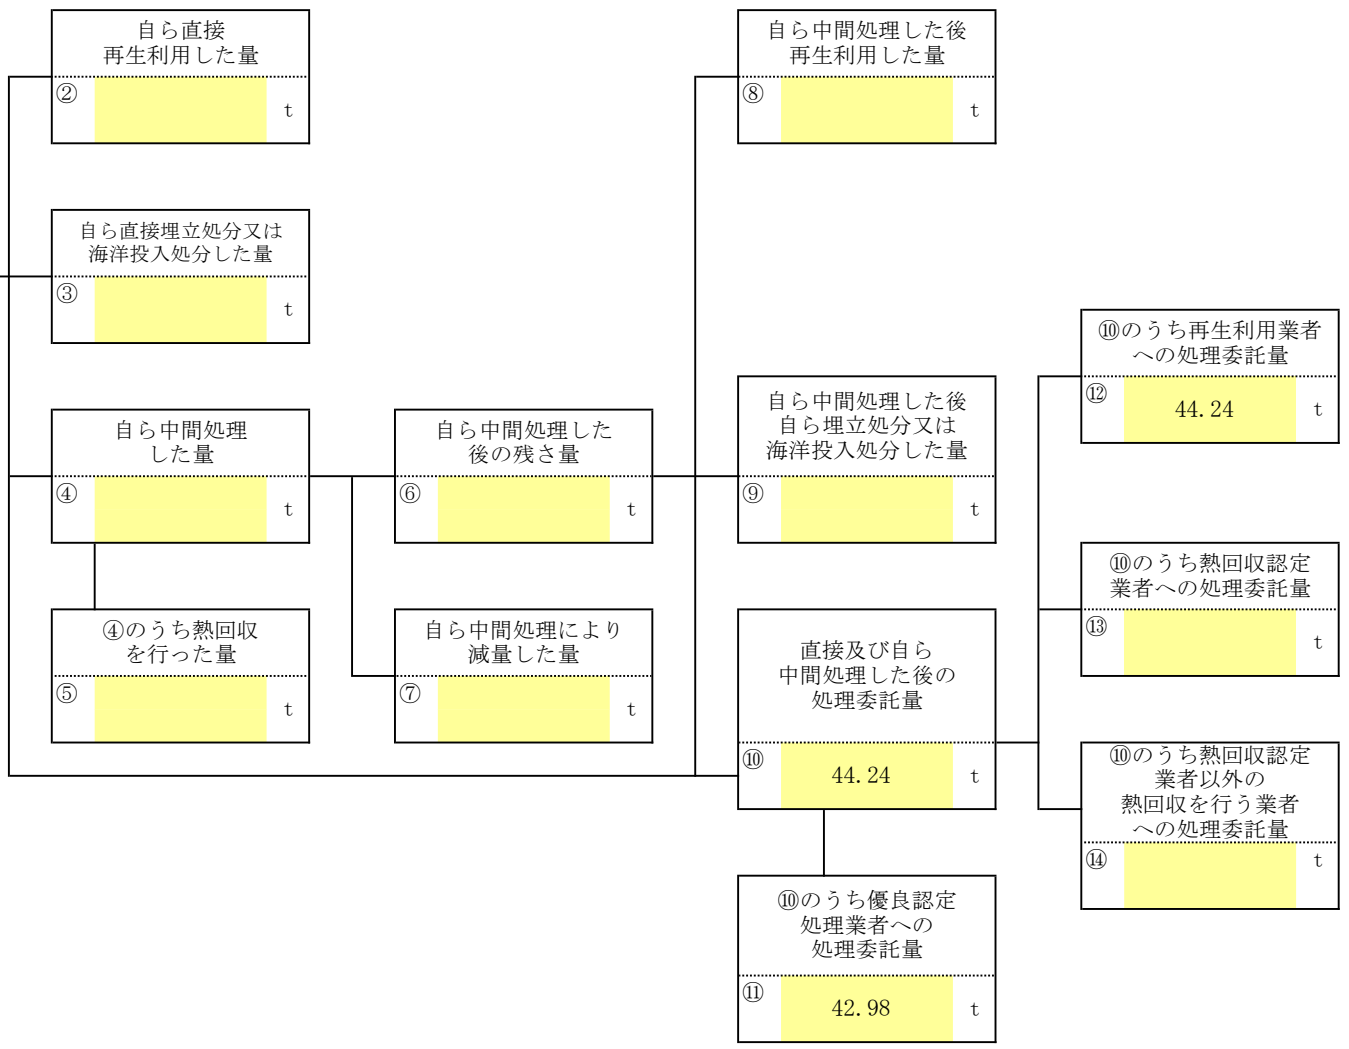 自ら直接
再生利用した量
②
t
自ら中間処理した後
再生利用した量
⑧
t
自ら直接埋立処分又は
海洋投入処分した量
③
t
⑩のうち再生利用業者
への処理委託量
⑫
44.24
t
自ら中間処理
した量
④
t
自ら中間処理した
後の残さ量
⑥
t
自ら中間処理した後
自ら埋立処分又は
海洋投入処分した量
⑨
t
⑩のうち熱回収認定
業者への処理委託量
⑬
t
④のうち熱回収
を行った量
⑤
t
自ら中間処理により
減量した量
⑦
t
直接及び自ら
中間処理した後の
処理委託量
⑩
44.24
t
⑩のうち熱回収認定
業者以外の
熱回収を行う業者
への処理委託量
⑭
t
⑩のうち優良認定
処理業者への
処理委託量
⑪
42.98
t